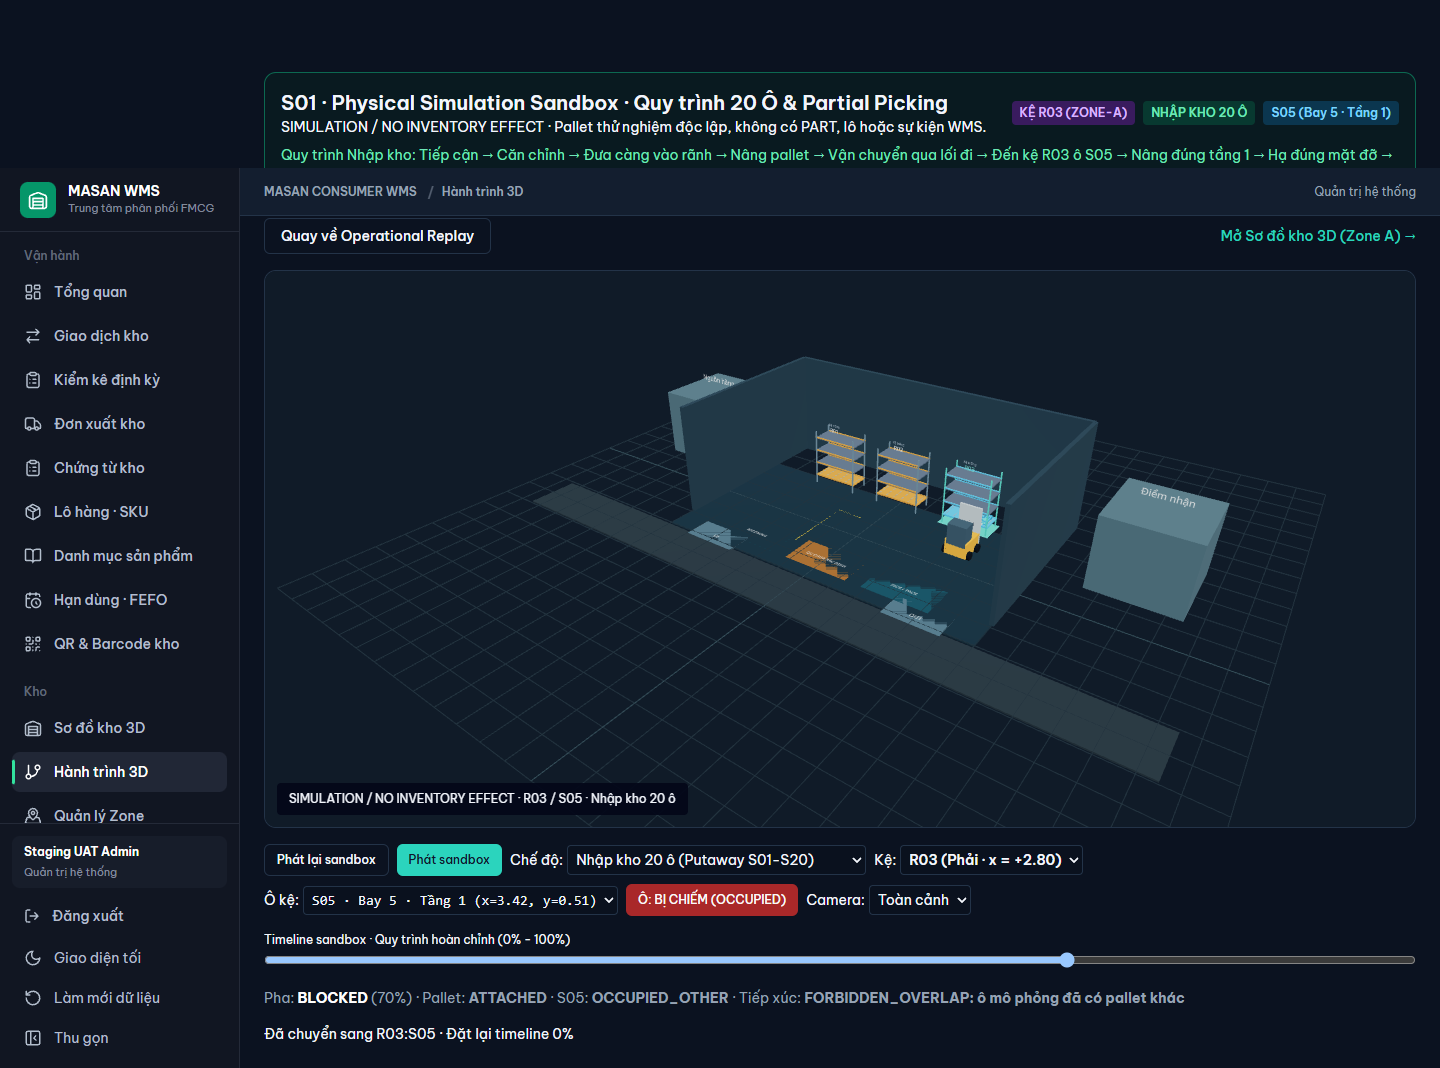 S01 · Physical Simulation Sandbox · Quy trình 20 Ô & Partial Picking
SIMULATION / NO INVENTORY EFFECT · Pallet thử nghiệm độc lập, không có PART, lô hoặc sự kiện WMS.
KỆ R03 (ZONE-A)
NHẬP KHO 20 Ô
S05 (Bay 5 · Tầng 1)
Quy trình Nhập kho: Tiếp cận → Căn chỉnh → Đưa càng vào rãnh → Nâng pallet → Vận chuyển qua lối đi → Đến kệ R03 ô S05 → Nâng đúng tầng 1 → Hạ đúng mặt đỡ →
MASAN WMS
Trung tâm phân phối FMCG
MASAN CONSUMER WMS / Hành trình 3D
Quản trị hệ thống
Quay về Operational Replay
Mở Sơ đồ kho 3D (Zone A) →
Vận hành
Tổng quan
Giao dịch kho
Kiểm kê định kỳ
Đơn xuất kho
Chứng từ kho
Lô hàng · SKU
Danh mục sản phẩm
Hạn dùng · FEFO
QR & Barcode kho
Kho
Sơ đồ kho 3D
Hành trình 3D
Quản lý Zone
Staging UAT Admin
Quản trị hệ thống
Đăng xuất
Giao diện tối
Làm mới dữ liệu
Thu gọn
Điểm nhận
SIMULATION / NO INVENTORY EFFECT · R03 / S05 · Nhập kho 20 ô
Phát lại sandbox
Phát sandbox
Chế độ: Nhập kho 20 ô (Putaway S01-S20)
Kệ: R03 (Phải · x = +2.80)
Ô kệ: S05 · Bay 5 · Tầng 1 (x=3.42, y=0.51)
Ô: BỊ CHIẾM (OCCUPIED)
Camera: Toàn cảnh
Timeline sandbox · Quy trình hoàn chỉnh (0% - 100%)
Pha: BLOCKED (70%) · Pallet: ATTACHED · S05: OCCUPIED_OTHER · Tiếp xúc: FORBIDDEN_OVERLAP: ô mô phỏng đã có pallet khác
Đã chuyển sang R03:S05 · Đặt lại timeline 0%